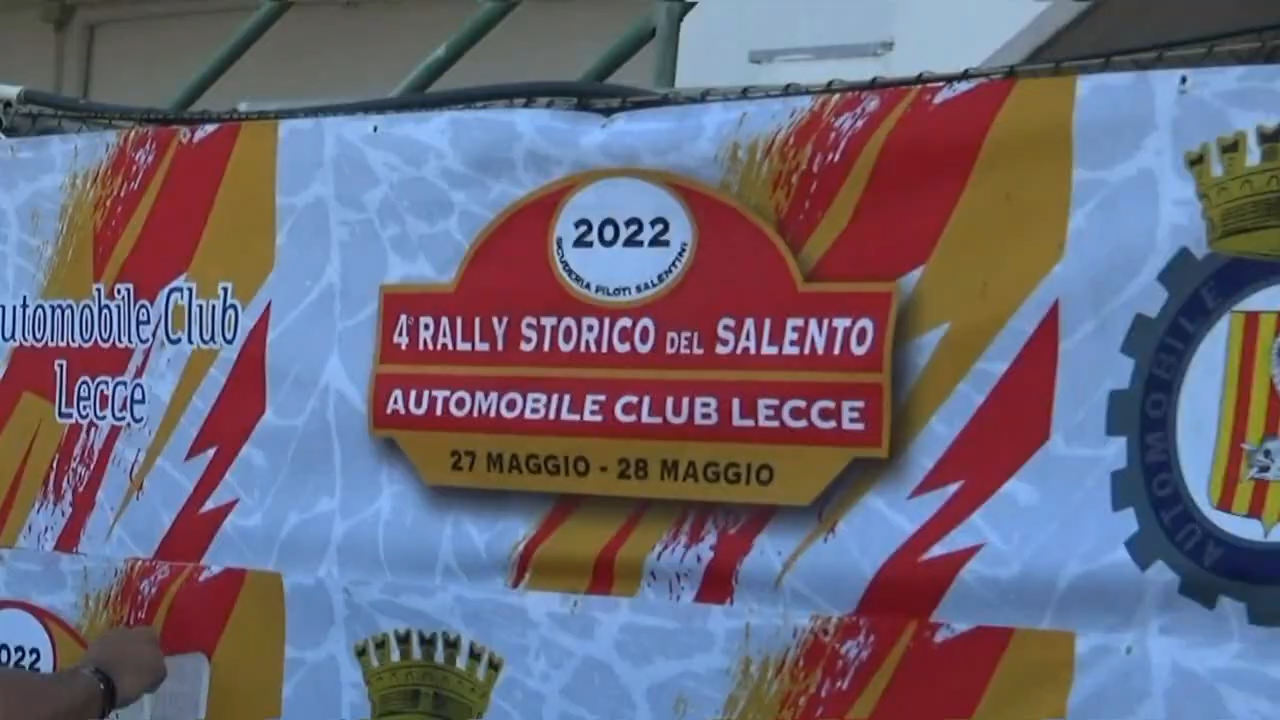 2022
SCUDERIA PILOTI SALENTINI
4° RALLY STORICO DEL SALENTO
AUTOMOBILE CLUB LECCE
27 MAGGIO - 28 MAGGIO
utomobile Club
Lecce
AUTOMOBILE
022